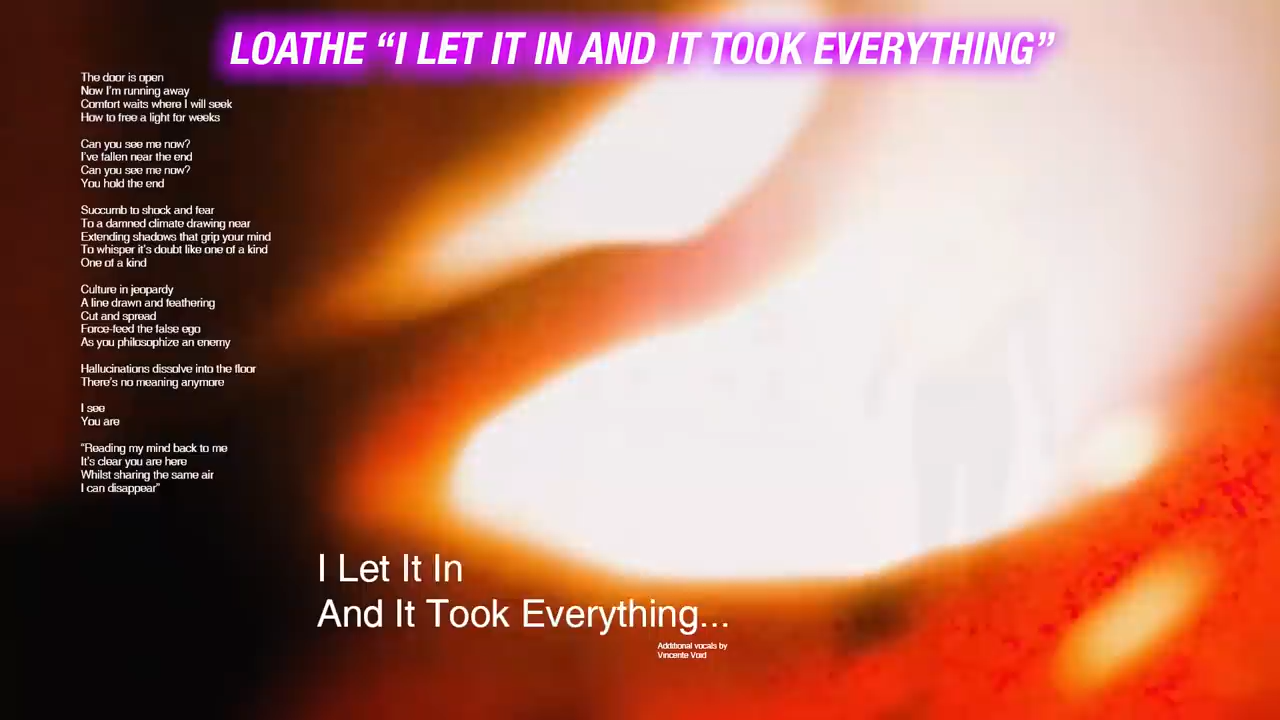 LOATHE “I LET IT IN AND IT TOOK EVERYTHING”
The door is open
Now I'm running away
Comfort waits where I will seek
How to free a light for weeks
Can you see me now?
I've fallen near the end
Can you see me now?
You hold the end
Succumb to shock and fear
To a damned climate drawing near
Extending shadows that grip your mind
To whisper it's doubt like one of a kind
One of a kind
Culture in jeopardy
A line drawn and feathering
Cut and spread
Force-feed the false ego
As you philosophize an enemy
Hallucinations dissolve into the floor
There's no meaning anymore
I see
You are
“Reading my mind back to me
It's clear you are here
Whilst sharing the same air
I can disappear”
I Let It In
And It Took Everything...
Additional vocals by
Vincente Void